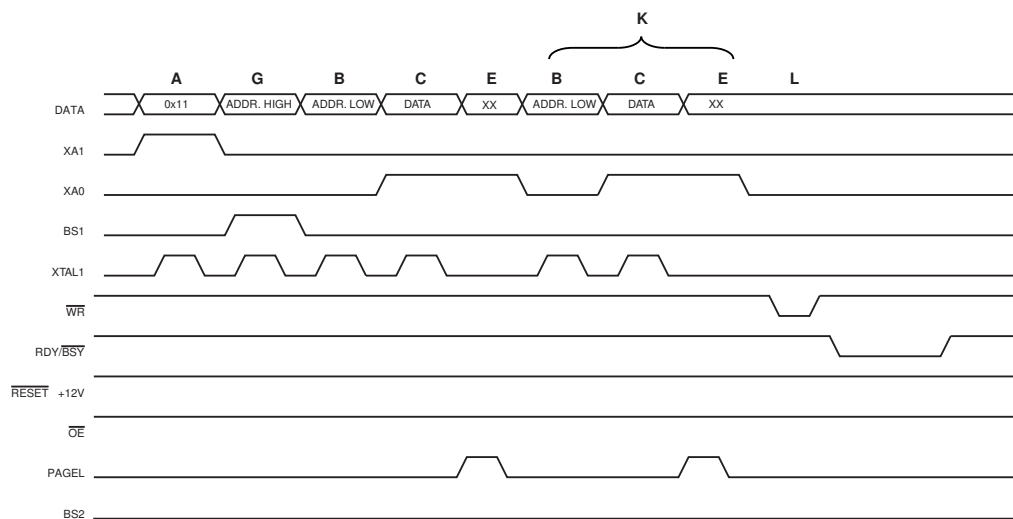 K
A G B C E B C E L
DATA 0x11 ADDR. HIGH ADDR. LOW DATA XX ADDR. LOW DATA XX
XA1
XA0
BS1
XTAL1
WR
RDY/BSY
RESET +12V
OE
PAGEL
BS2